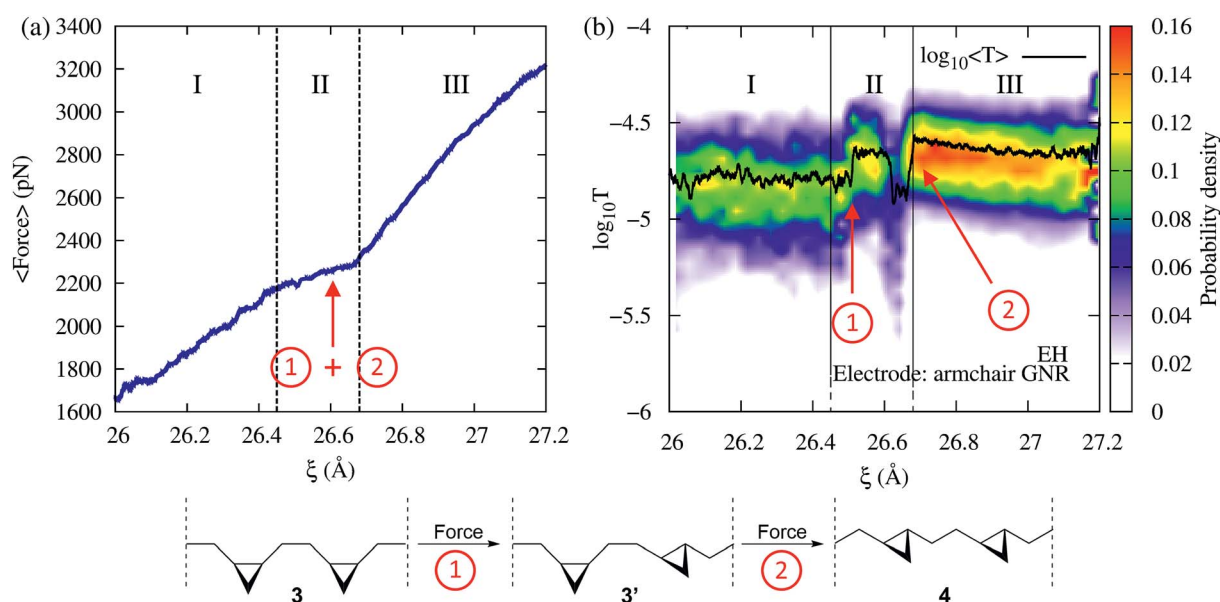 (a)
3400
3200
3000
2800
2600
2400
2200
2000
1800
1600
<Force> (pN)
I
II
III
1 + 2
26
26.2
26.4
26.6
26.8
27
27.2
ξ (Å)
(b)
−4
−4.5
−5
−5.5
−6
log₁₀T
log₁₀<T>
I
II
III
1
2
EH
Electrode: armchair GNR
26
26.2
26.4
26.6
26.8
27
27.2
ξ (Å)
0.16
0.14
0.12
0.1
0.08
0.06
0.04
0.02
0
Probability density
Force
1
Force
2
3
3’
4